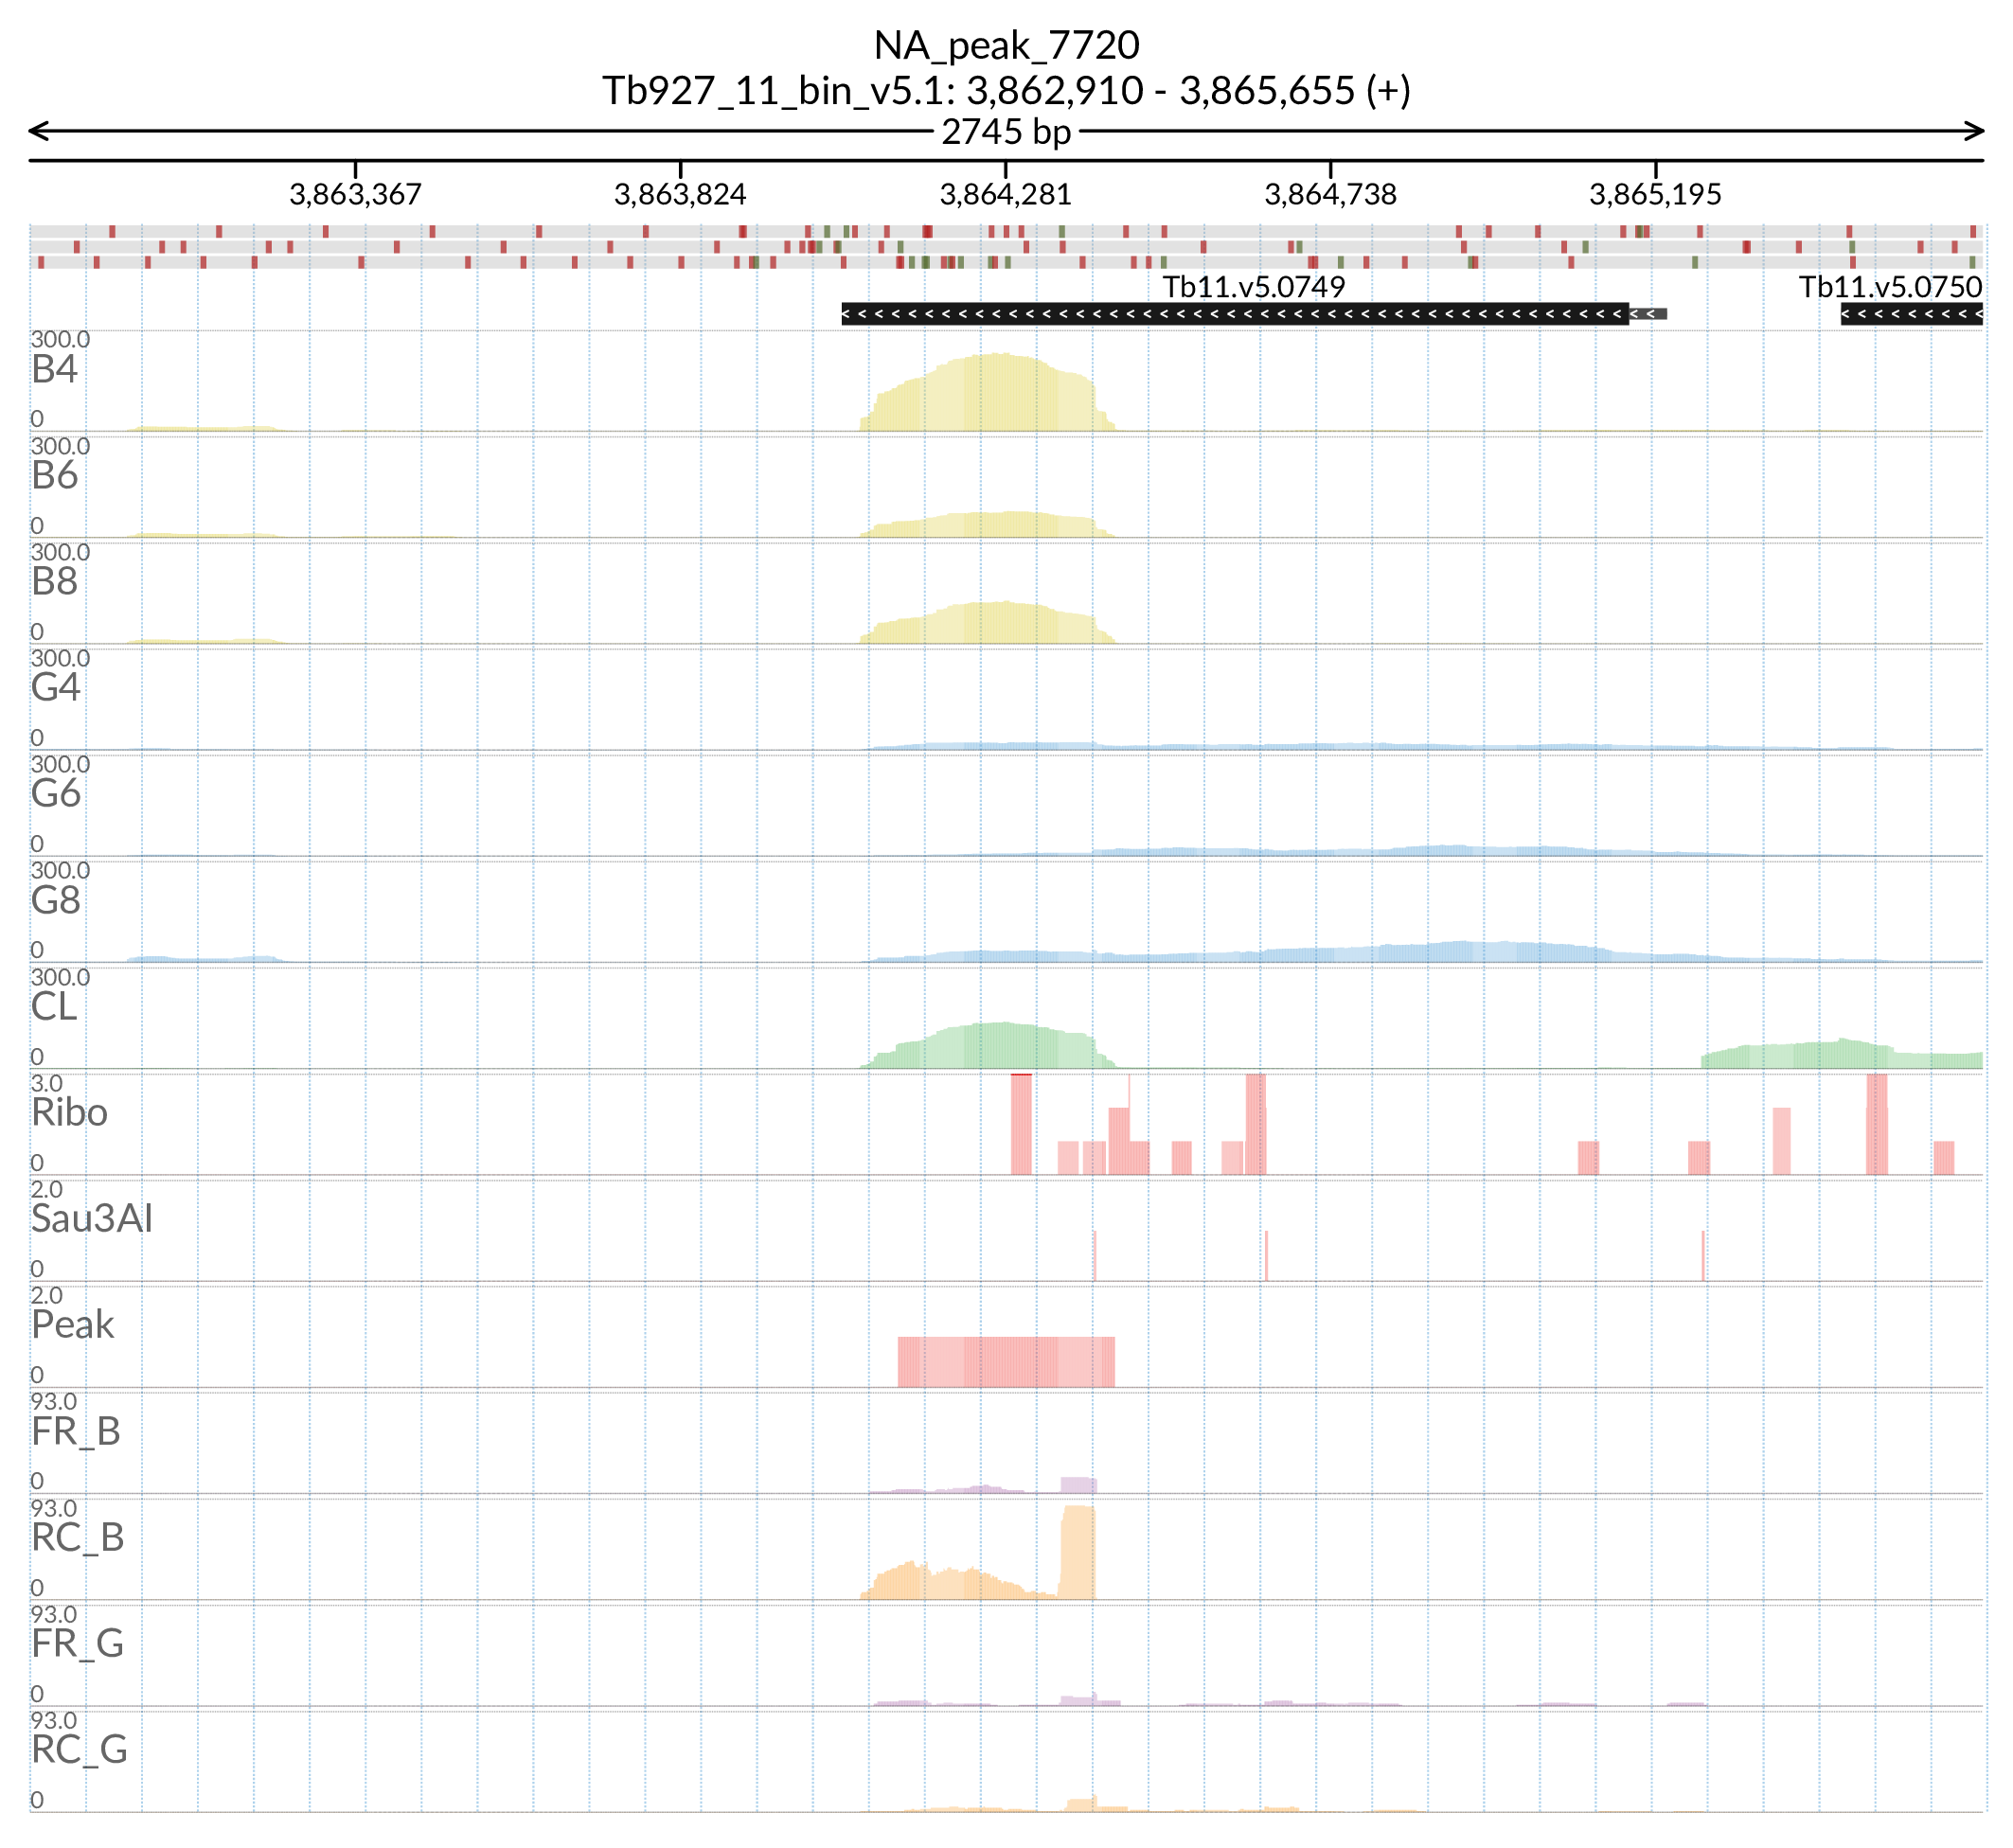 NA_peak_7720
Tb927_11_bin_v5.1: 3,862,910 - 3,865,655 (+)
2745 bp
3,863,367 3,863,824 3,864,281 3,864,738 3,865,195
Tb11.v5.0749 Tb11.v5.0750
300.0
B4
0
300.0
B6
0
300.0
B8
0
300.0
G4
0
300.0
G6
0
300.0
G8
0
300.0
CL
0
3.0
Ribo
0
2.0
Sau3AI
0
2.0
Peak
0
93.0
FR_B
0
93.0
RC_B
0
93.0
FR_G
0
93.0
RC_G
0